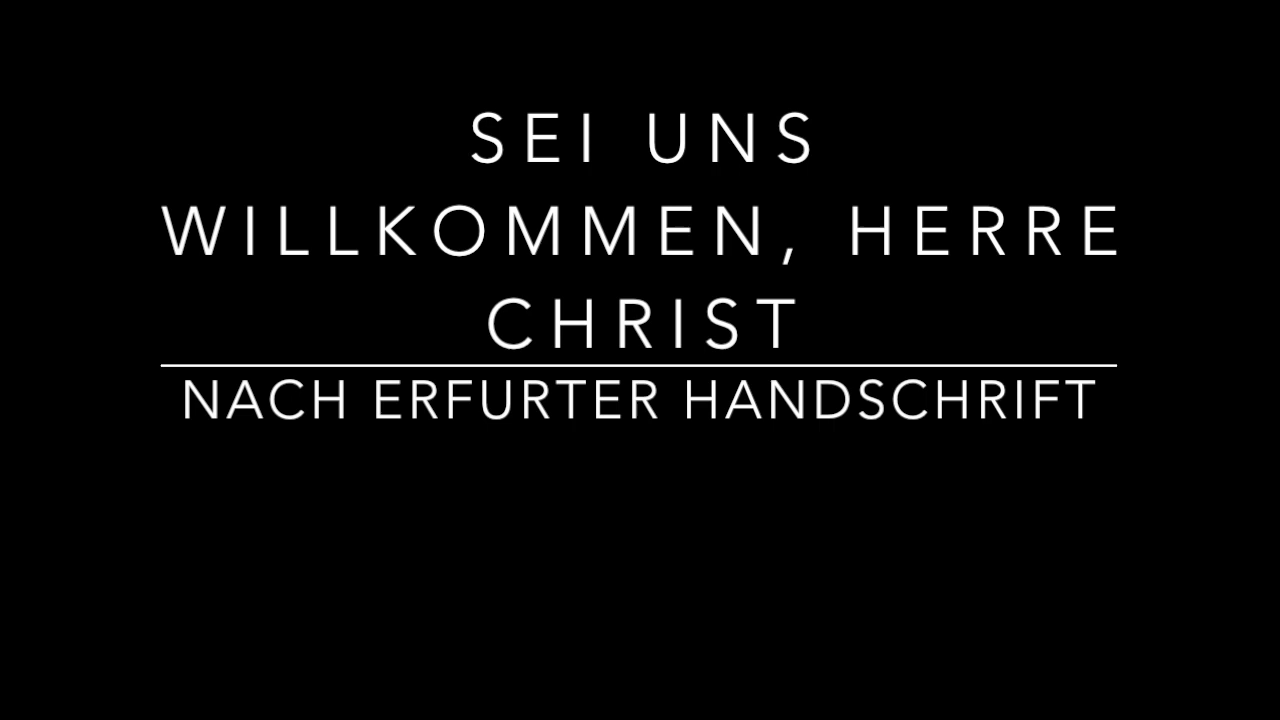 SEI UNS
WILLKOMMEN, HERRE
CHRIST
NACH ERFURTER HANDSCHRIFT